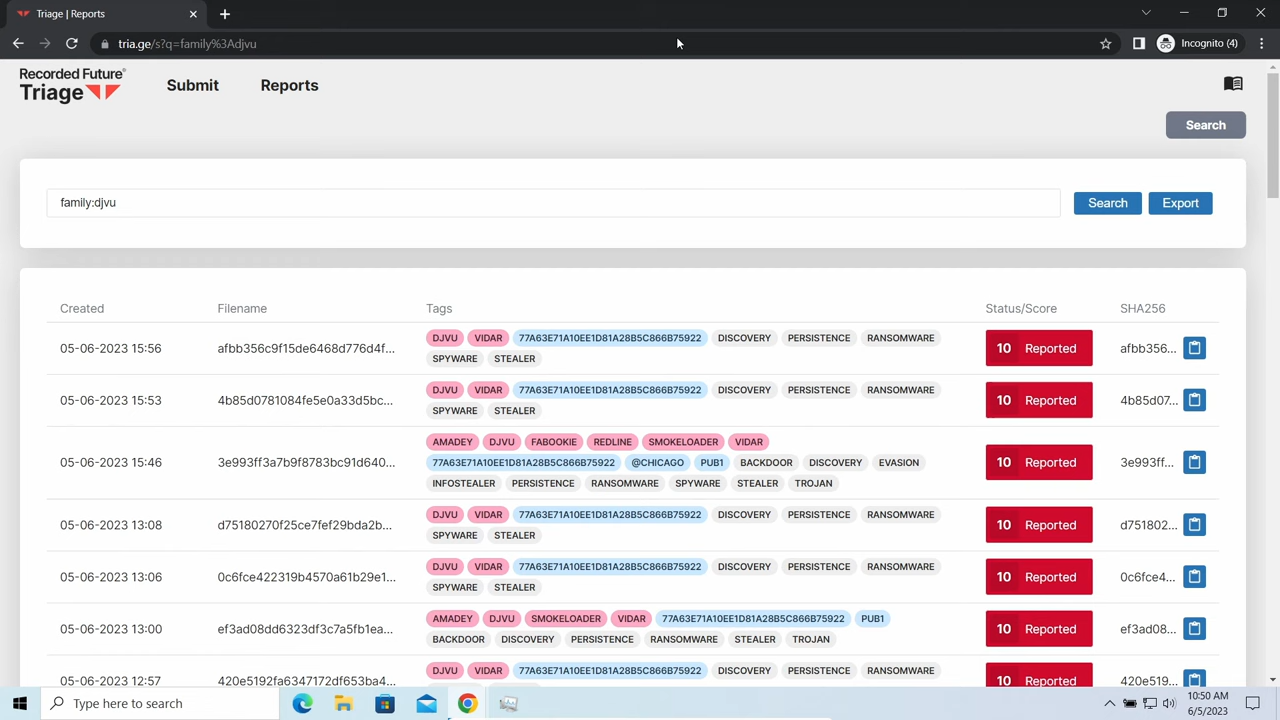 Triage | Reports
tria.ge/s?q=family%3Adjvu
Incognito (4)
Recorded Future®
Triage
Submit
Reports
Search
family:djvu
Search
Export
Created
Filename
Tags
Status/Score
SHA256
05-06-2023 15:56
afbb356c9f15de6468d776d4f...
DJVU VIDAR 77A63E71A10EE1D81A28B5C866B75922 DISCOVERY PERSISTENCE RANSOMWARE
SPYWARE STEALER
10 Reported
afbb356...
05-06-2023 15:53
4b85d0781084fe5e0a33d5bc...
DJVU VIDAR 77A63E71A10EE1D81A28B5C866B75922 DISCOVERY PERSISTENCE RANSOMWARE
SPYWARE STEALER
10 Reported
4b85d07...
05-06-2023 15:46
3e993ff3a7b9f8783bc91d640...
AMADEY DJVU FABOOKIE REDLINE SMOKELOADER VIDAR
77A63E71A10EE1D81A28B5C866B75922 @CHICAGO PUB1 BACKDOOR DISCOVERY EVASION
INFOSTEALER PERSISTENCE RANSOMWARE SPYWARE STEALER TROJAN
10 Reported
3e993ff...
05-06-2023 13:08
d75180270f25ce7fef29bda2b...
DJVU VIDAR 77A63E71A10EE1D81A28B5C866B75922 DISCOVERY PERSISTENCE RANSOMWARE
SPYWARE STEALER
10 Reported
d751802...
05-06-2023 13:06
0c6fce422319b4570a61b29e1...
DJVU VIDAR 77A63E71A10EE1D81A28B5C866B75922 DISCOVERY PERSISTENCE RANSOMWARE
SPYWARE STEALER
10 Reported
0c6fce4...
05-06-2023 13:00
ef3ad08dd6323df3c7a5fb1ea...
AMADEY DJVU SMOKELOADER VIDAR 77A63E71A10EE1D81A28B5C866B75922 PUB1
BACKDOOR DISCOVERY PERSISTENCE RANSOMWARE STEALER TROJAN
10 Reported
ef3ad08...
05-06-2023 12:57
420e5192fa6347172df653ba4...
DJVU VIDAR 77A63E71A10EE1D81A28B5C866B75922 DISCOVERY PERSISTENCE RANSOMWARE
10 Reported
420e519...
Type here to search
10:50 AM
6/5/2023